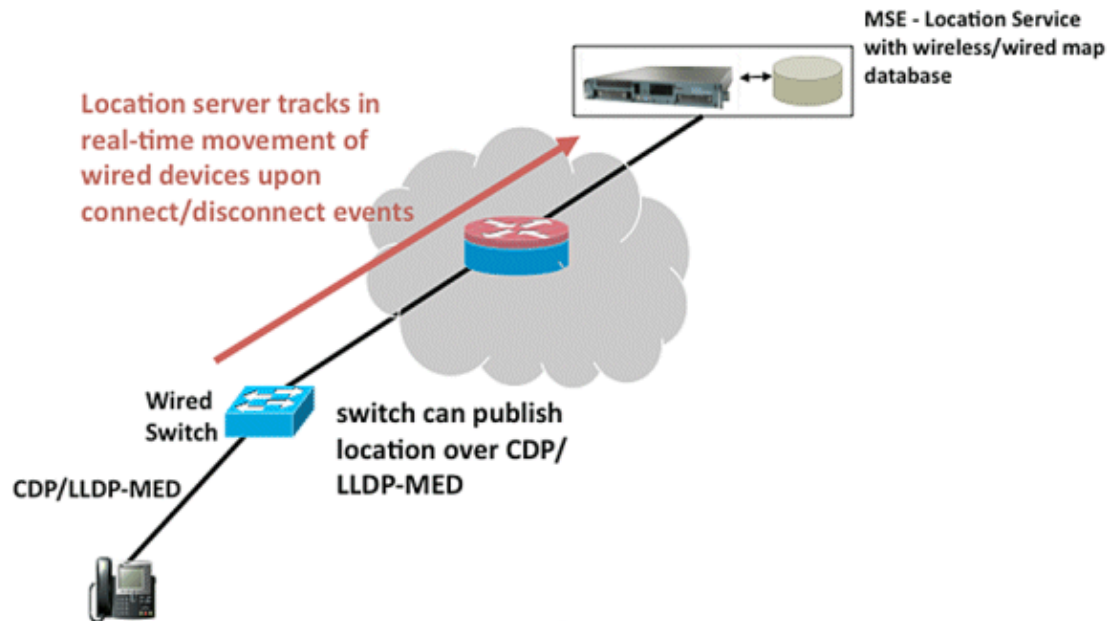 MSE - Location Service
with wireless/wired map
database
Location server tracks in
real-time movement of
wired devices upon
connect/disconnect events
Wired
Switch
switch can publish
location over CDP/
LLDP-MED
CDP/LLDP-MED